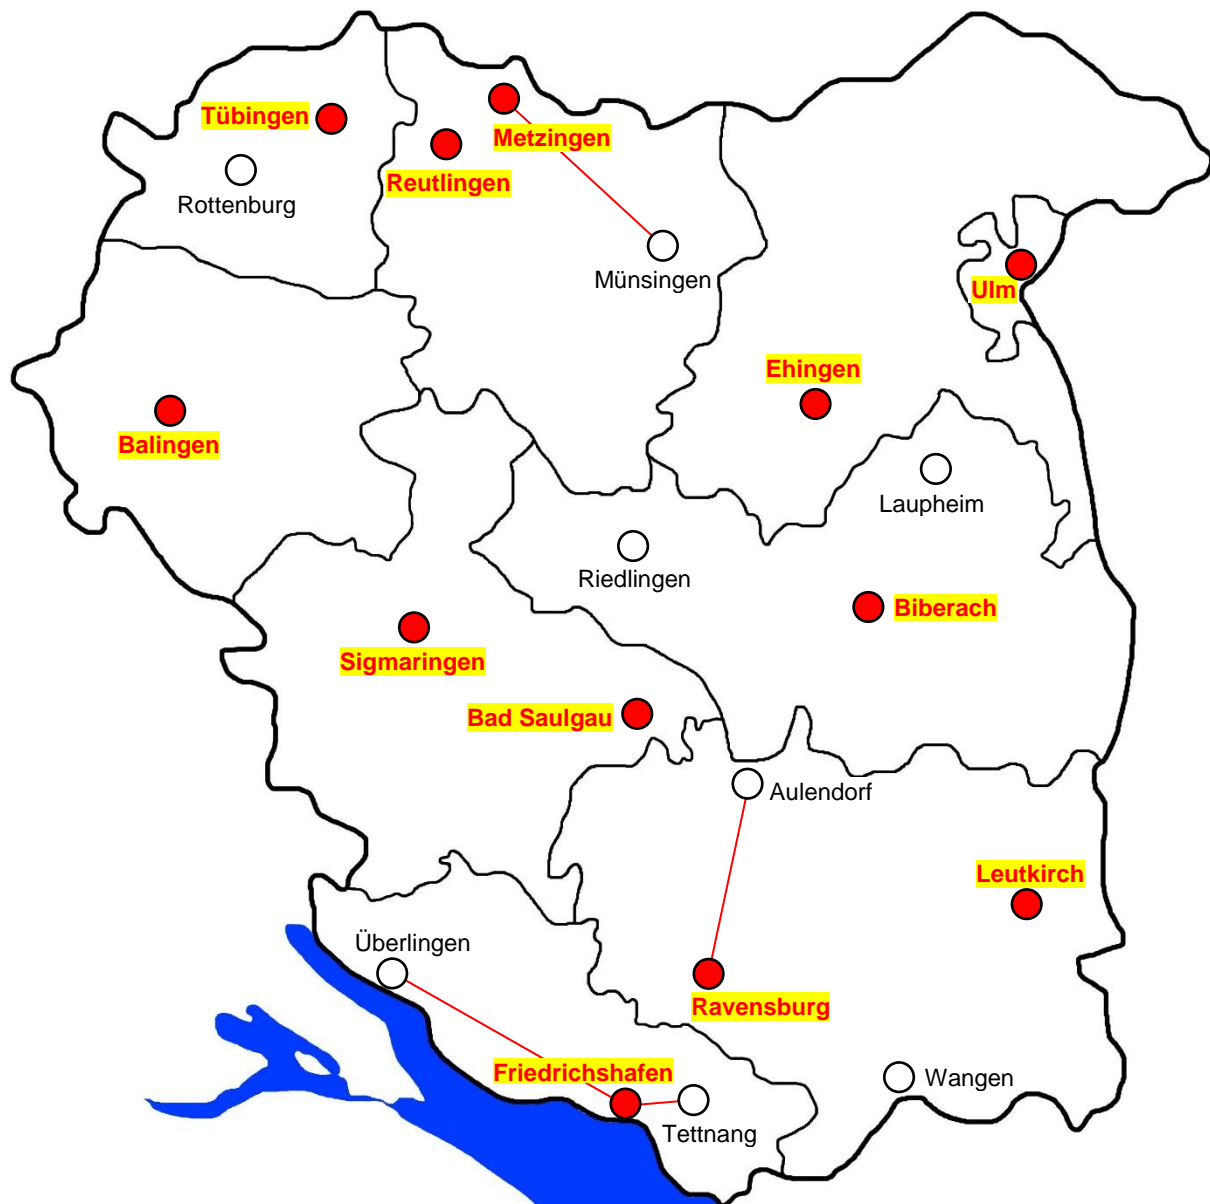 Tübingen
Metzingen
Reutlingen
Rottenburg
Münsingen
Ulm
Ehingen
Balingen
Laupheim
Riedlingen
Biberach
Sigmaringen
Bad Saulgau
Aulendorf
Leutkirch
Überlingen
Ravensburg
Friedrichshafen
Wangen
Tettnang